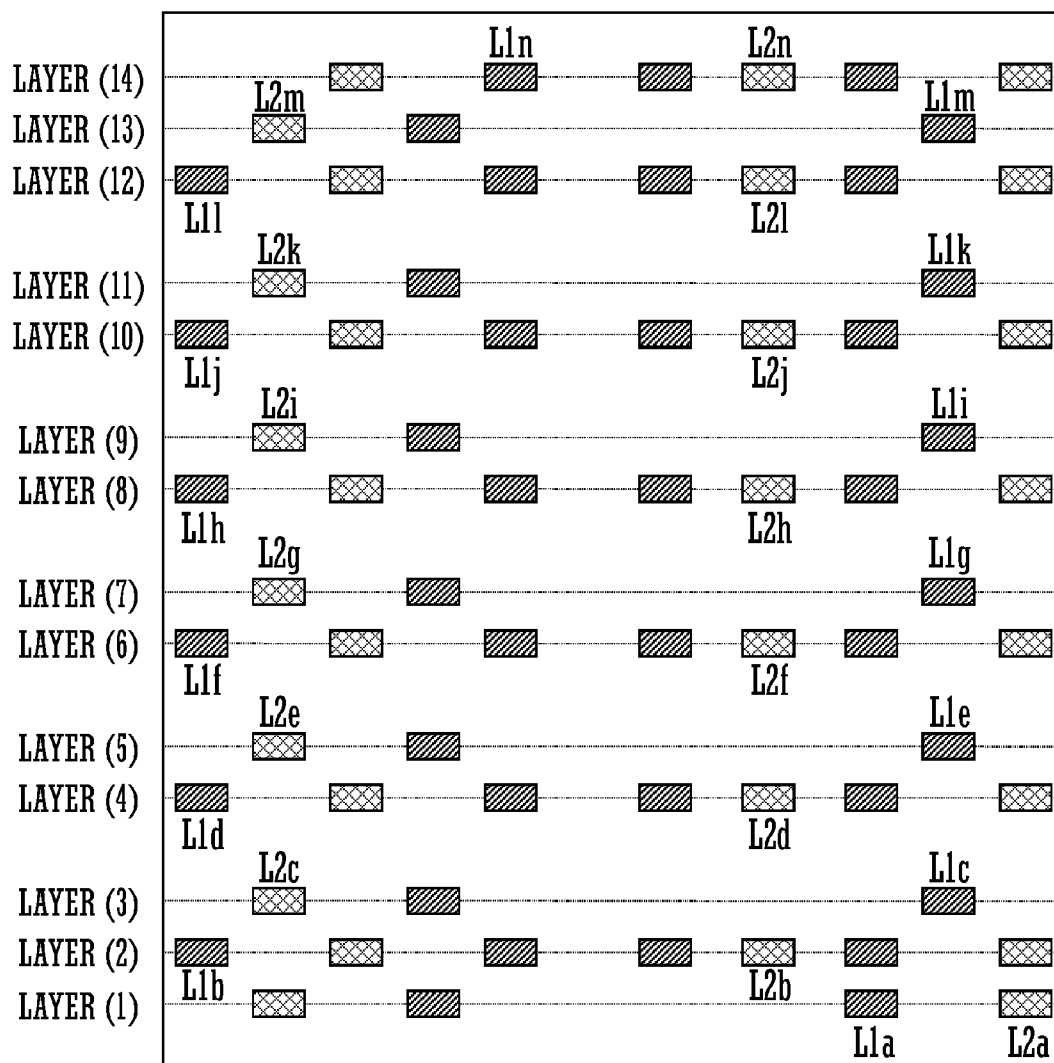 L1n L2n
LAYER (14)
L2m L1m
LAYER (13)
LAYER (12)
L1l L2l
L2k L1k
LAYER (11)
LAYER (10)
L1j L2j
L2i L1i
LAYER (9)
LAYER (8)
L1h L2h
L2g L1g
LAYER (7)
LAYER (6)
L1f L2f
L2e L1e
LAYER (5)
LAYER (4)
L1d L2d
L2c L1c
LAYER (3)
LAYER (2)
L1b L2b
LAYER (1)
L1a L2a